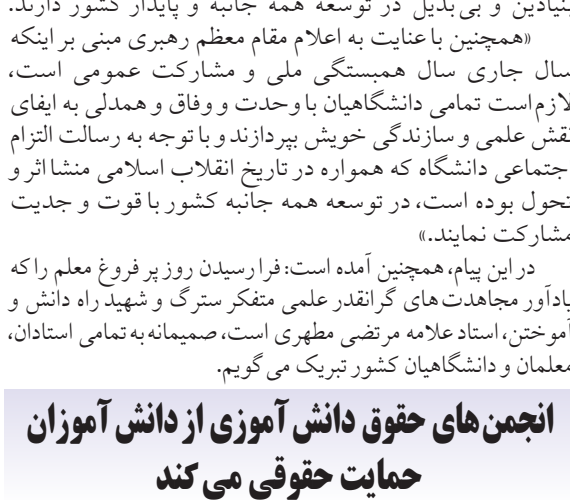 بنیادین و بی‌بدیل در توسعه همه جانبه و پایدار کشور دارند.
«همچنین با عنایت به اعلام مقام معظم رهبری مبنی بر اینکه
سال جاری سال همبستگی ملی و مشارکت عمومی است،
لازم است تمامی دانشگاهیان با وحدت و وفاق و همدلی به ایفای
نقش علمی و سازندگی خویش بپردازند و با توجه به رسالت التزام
اجتماعی دانشگاه که همواره در تاریخ انقلاب اسلامی منشا اثر و
تحول بوده است، در توسعه همه جانبه کشور با قوت و جدیت
مشارکت نمایند.»
در این پیام، همچنین آمده است: فرا رسیدن روز پر فروغ معلم را که
یادآور مجاهدت های گرانقدر علمی متفکر سترگ و شهید راه دانش و
آموختن، استاد علامه مرتضی مطهری است، صمیمانه به تمامی استادان،
معلمان و دانشگاهیان کشور تبریک می گویم.
انجمن های حقوق دانش آموزی از دانش آموزان
حمایت حقوقی می کند